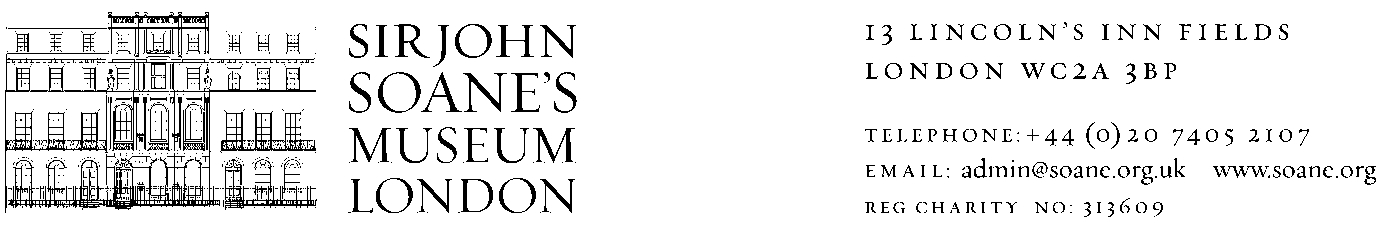 SIR JOHN
SOANE'S
MUSEUM
LONDON
13 LINCOLN'S INN FIELDS
LONDON WC2A 3BP
TELEPHONE:+44 (0)20 7405 2107
EMAIL: admin@soane.org.uk www.soane.org
REG CHARITY NO: 313609